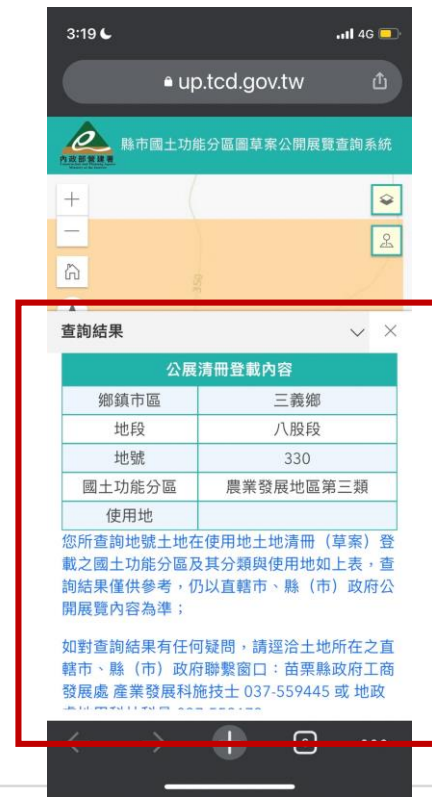 3:19
4G
up.tcd.gov.tw
內政部營建署
縣市國土功能分區圖草案公開展覽查詢系統
350
查詢結果
公展清冊登載內容
鄉鎮市區 三義鄉
地段 八股段
地號 330
國土功能分區 農業發展地區第三類
使用地
您所查詢地號土地在使用地土地清冊（草案）登
載之國土功能分區及其分類與使用地如上表，查
詢結果僅供參考，仍以直轄市、縣（市）政府公
開展覽內容為準；
如對查詢結果有任何疑問，請逕洽土地所在之直
轄市、縣（市）政府聯繫窗口：苗栗縣政府工商
發展處 產業發展科施技士 037-559445 或 地政